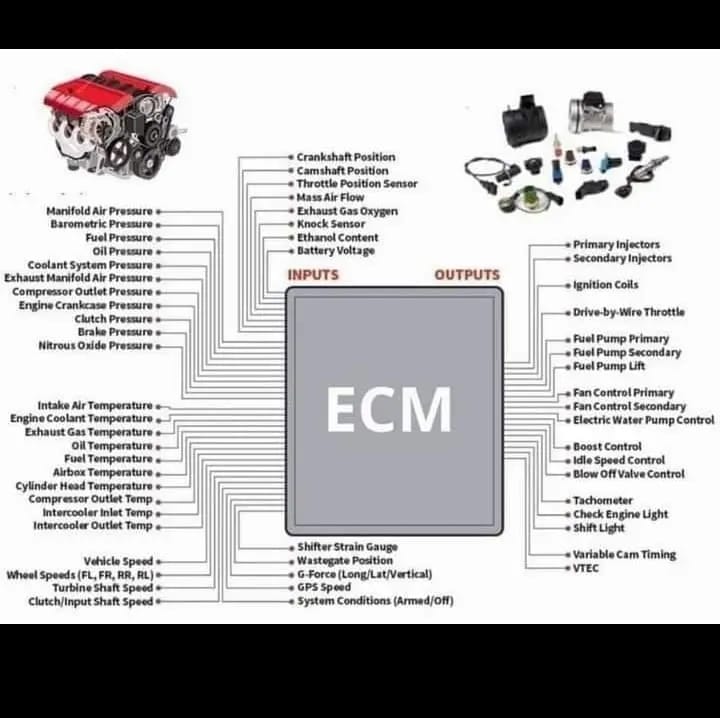 Crankshaft Position
Camshaft Position
Throttle Position Sensor
Mass Air Flow
Exhaust Gas Oxygen
Knock Sensor
Ethanol Content
Battery Voltage
Manifold Air Pressure
Barometric Pressure
Fuel Pressure
Oil Pressure
Coolant System Pressure
Exhaust Manifold Air Pressure
Compressor Outlet Pressure
Engine Crankcase Pressure
Clutch Pressure
Brake Pressure
Nitrous Oxide Pressure
INPUTS
OUTPUTS
ECM
Intake Air Temperature
Engine Coolant Temperature
Exhaust Gas Temperature
Oil Temperature
Fuel Temperature
Airbox Temperature
Cylinder Head Temperature
Compressor Outlet Temp
Intercooler Inlet Temp
Intercooler Outlet Temp
Vehicle Speed
Wheel Speeds (FL, FR, RR, RL)
Turbine Shaft Speed
Clutch/Input Shaft Speed
Shifter Strain Gauge
Wastegate Position
G-Force (Long/Lat/Vertical)
GPS Speed
System Conditions (Armed/Off)
Primary Injectors
Secondary Injectors
Ignition Coils
Drive-by-Wire Throttle
Fuel Pump Primary
Fuel Pump Secondary
Fuel Pump Lift
Fan Control Primary
Fan Control Secondary
Electric Water Pump Control
Boost Control
Idle Speed Control
Blow Off Valve Control
Tachometer
Check Engine Light
Shift Light
Variable Cam Timing
VTEC